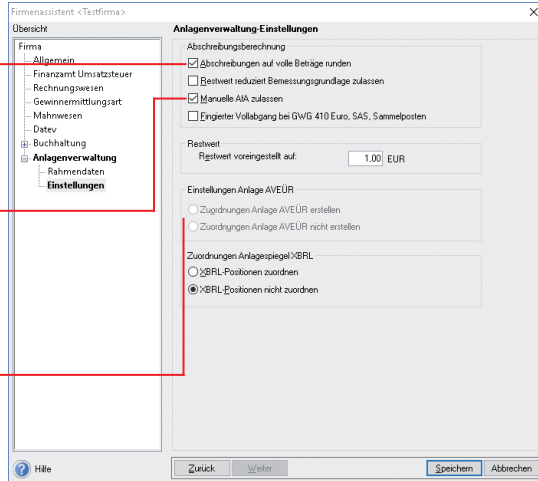 Firmenassistent <Testfirma>
Übersicht
Firma
Allgemein
Finanzamt Umsatzsteuer
Rechnungswesen
Gewinnermittlungsart
Mahnwesen
Datev
Buchhaltung
Anlagenverwaltung
Rahmendaten
Einstellungen
Anlagenverwaltung-Einstellungen
Abschreibungsberechnung
Abschreibungen auf volle Beträge runden
Restwert reduziert Bemessungsgrundlage zulassen
Manuelle AfA zulassen
Fingierter Vollabgang bei GWG 410 Euro, SAS, Sammelposten
Restwert
Restwert voreingestellt auf: 1,00 EUR
Einstellungen Anlage AVEÜR
Zuordnungen Anlage AVEÜR erstellen
Zuordnungen Anlage AVEÜR nicht erstellen
Zuordnungen Anlagespiegel XBRL
XBRL-Positionen zuordnen
XBRL-Positionen nicht zuordnen
Hilfe
Zurück
Weiter
Speichern
Abbrechen